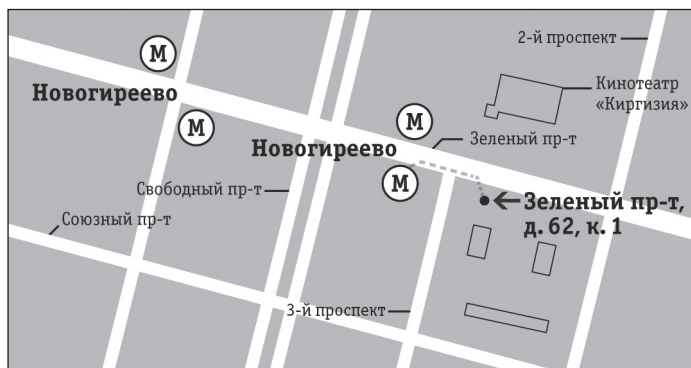 2-й проспект
М
Новогиреево
М
Кинотеатр
«Киргизия»
М
Зеленый пр-т
Новогиреево
М
Свободный пр-т
Зеленый пр-т,
д. 62, к. 1
Союзный пр-т
3-й проспект